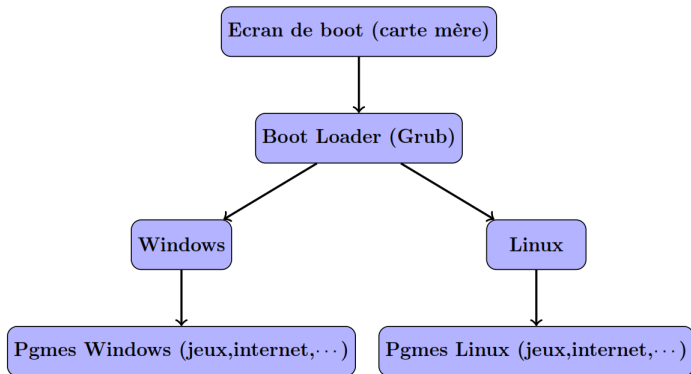 Ecran de boot (carte mère)
Boot Loader (Grub)
Windows
Linux
Pgmes Windows (jeux,internet,⋯)
Pgmes Linux (jeux,internet,⋯)